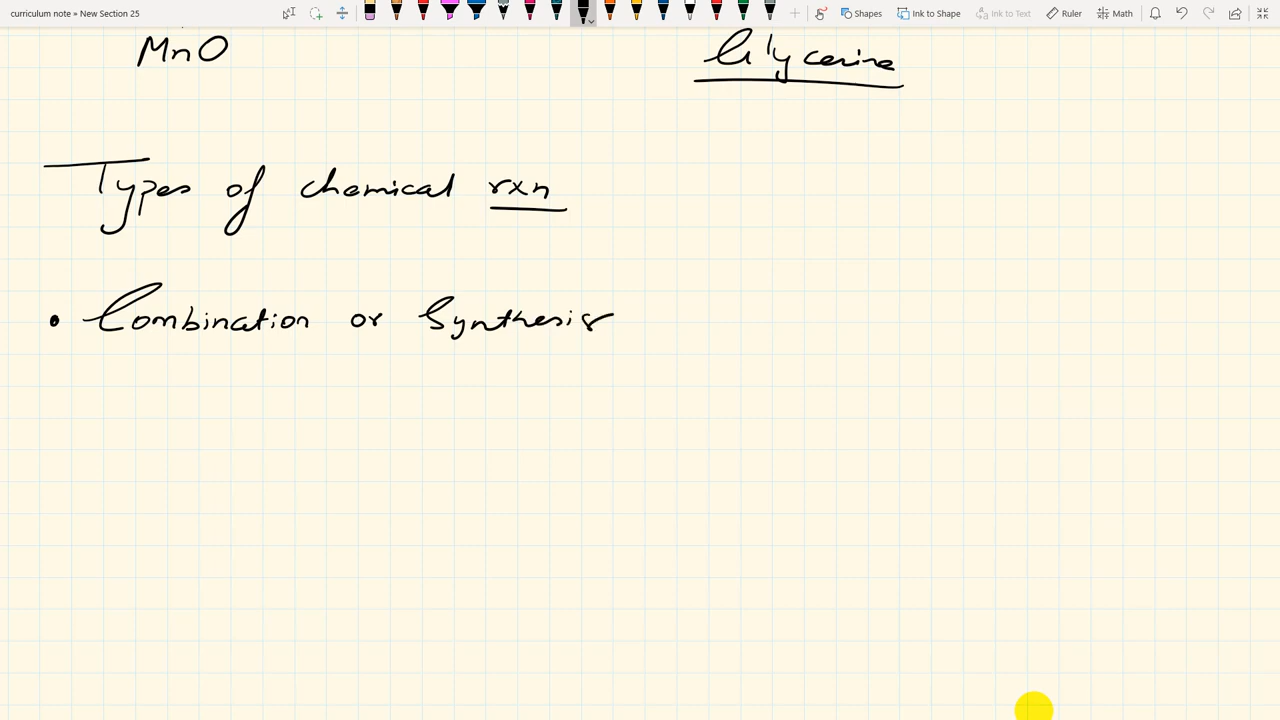 curriculum note » New Section 25
Shapes Ink to Shape Ink to Text Ruler Math
MnO
Glycerine
Types of chemical rxn
• Combination or Synthesis